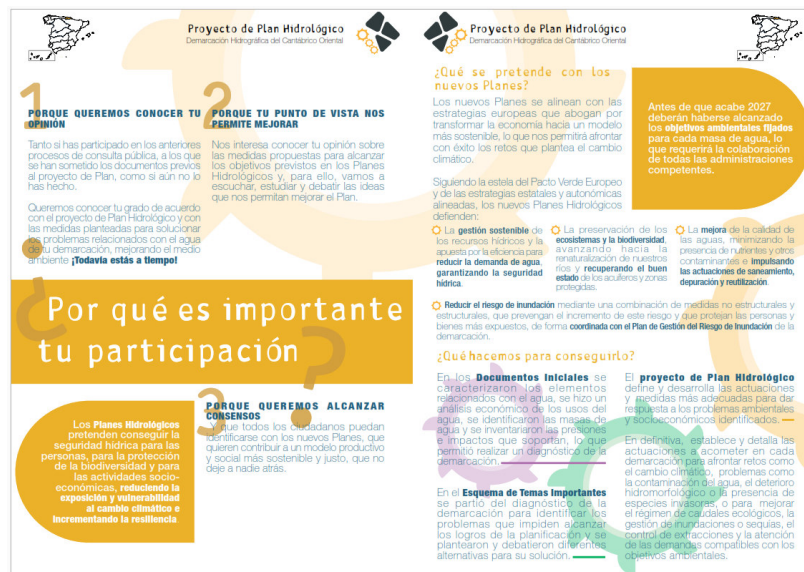 Proyecto de Plan Hidrológico
Demarcación Hidrográfica del Cantábrico Oriental
1
PORQUE QUEREMOS CONOCER TU
OPINIÓN
Tanto si has participado en los anteriores
procesos de consulta pública, a los que
se han sometido los documentos previos
al proyecto de Plan, como si aún no lo
has hecho.
Queremos conocer tu grado de acuerdo
con el proyecto de Plan Hidrológico y con
las medidas planteadas para solucionar
los problemas relacionados con el agua
de tu demarcación, mejorando el medio
ambiente ¡Todavía estás a tiempo!
2
PORQUE TU PUNTO DE VISTA NOS
PERMITE MEJORAR
Nos interesa conocer tu opinión sobre
las medidas propuestas para alcanzar
los objetivos previstos en los Planes
Hidrológicos y, para ello, vamos a
escuchar, estudiar y debatir las ideas
que nos permitan mejorar el Plan.
¿Por qué es importante
tu participación?
Los Planes Hidrológicos
pretenden conseguir la
seguridad hídrica para las
personas, para la protección
de la biodiversidad y para
las actividades socio-
económicas, reduciendo la
exposición y vulnerabilidad
al cambio climático e
incrementando la resiliencia.
3
PORQUE QUEREMOS ALCANZAR
CONSENSOS
Y que todos los ciudadanos puedan
identificarse con los nuevos Planes, que
quieren contribuir a un modelo productivo
y social más sostenible y justo, que no
deje a nadie atrás.
Proyecto de Plan Hidrológico
Demarcación Hidrográfica del Cantábrico Oriental
¿Qué se pretende con los
nuevos Planes?
Los nuevos Planes se alinean con las
estrategias europeas que abogan por
transformar la economía hacia un modelo
más sostenible, lo que nos permitirá afrontar
con éxito los retos que plantea el cambio
climático.
Siguiendo la estela del Pacto Verde Europeo
y de las estrategias estatales y autonómicas
alineadas, los nuevos Planes Hidrológicos
defienden:
Antes de que acabe 2027
deberán haberse alcanzado
los objetivos ambientales fijados
para cada masa de agua, lo
que requerirá la colaboración
de todas las administraciones
competentes.
La gestión sostenible de
los recursos hídricos y la
apuesta por la eficiencia para
reducir la demanda de agua,
garantizando la seguridad
hídrica.
La preservación de los
ecosistemas y la biodiversidad,
avanzando hacia la
renaturalización de nuestros
ríos y recuperando el buen
estado de los acuíferos y zonas
protegidas.
La mejora de la calidad de
las aguas, minimizando la
presencia de nutrientes y otros
contaminantes e impulsando
las actuaciones de saneamiento,
depuración y reutilización.
Reducir el riesgo de inundación mediante una combinación de medidas no estructurales y
estructurales, que prevengan el incremento de este riesgo y que protejan las personas y
bienes más expuestos, de forma coordinada con el Plan de Gestión del Riesgo de Inundación de la
demarcación.
¿Qué hacemos para conseguirlo?
En los Documentos Iniciales se
caracterizaron los elementos
relacionados con el agua, se hizo un
análisis económico de los usos del
agua, se identificaron las masas de
agua y se inventariaron las presiones
e impactos que soportan, lo que
permitió realizar un diagnóstico de la
demarcación.
En el Esquema de Temas Importantes
se partió del diagnóstico de la
demarcación para identificar los
problemas que impiden alcanzar
los logros de la planificación y se
plantearon y debatieron diferentes
alternativas para su solución.
El proyecto de Plan Hidrológico
define y desarrolla las actuaciones
y medidas más adecuadas para dar
respuesta a los problemas ambientales
y socioeconómicos identificados.
En definitiva, establece y detalla las
actuaciones a acometer en cada
demarcación para afrontar retos como
el cambio climático, problemas como
la contaminación del agua, el deterioro
hidromorfológico o la presencia de
especies invasoras, o para mejorar
el régimen de caudales ecológicos, la
gestión de inundaciones o sequías, el
control de extracciones y la atención
de las demandas compatibles con los
objetivos ambientales.